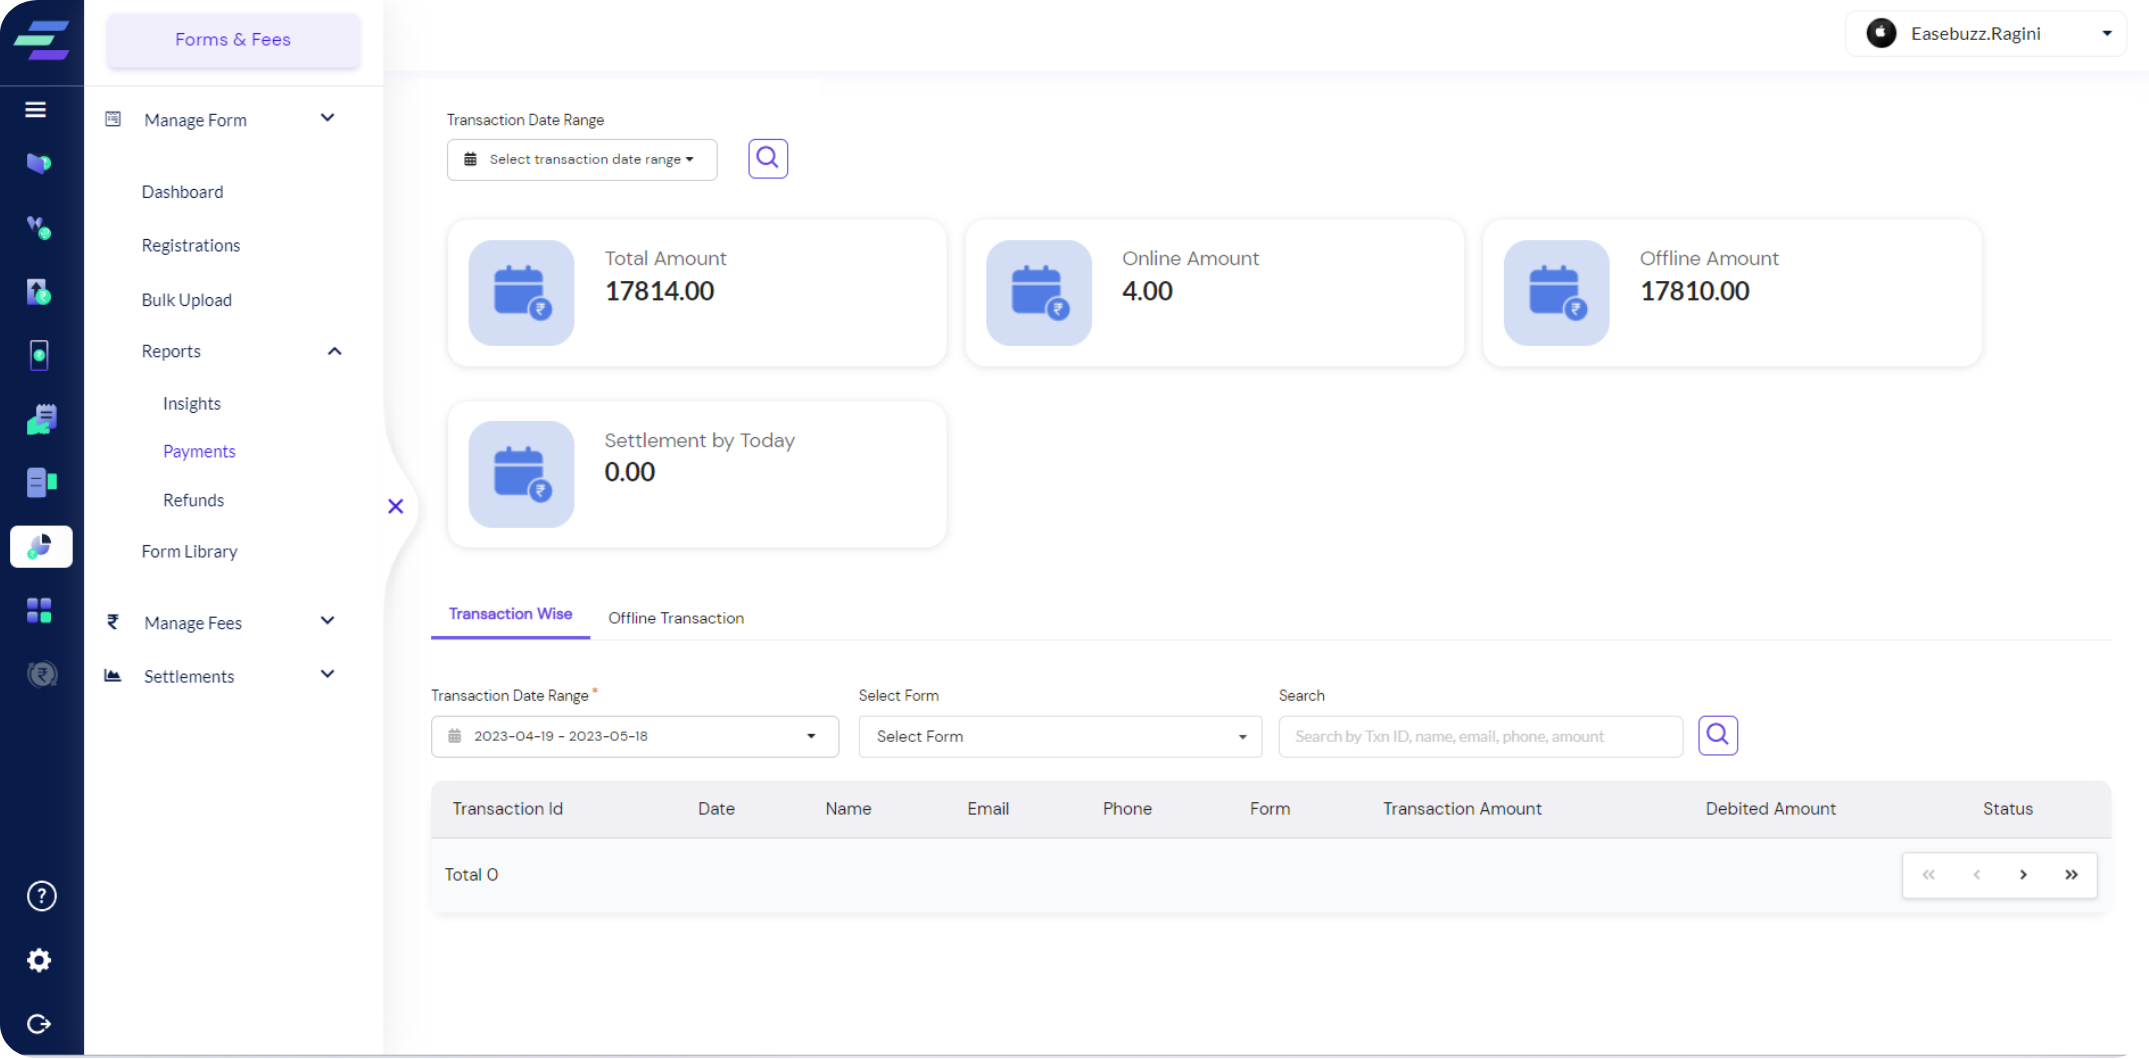 Forms & Fees
Easebuzz.Ragini
Manage Form
Dashboard
Registrations
Bulk Upload
Reports
Insights
Payments
Refunds
Form Library
Manage Fees
Settlements
Transaction Date Range
Select transaction date range
Total Amount
17814.00
Online Amount
4.00
Offline Amount
17810.00
Settlement by Today
0.00
Transaction Wise
Offline Transaction
Transaction Date Range *
Select Form
Search
2023-04-19 - 2023-05-18
Select Form
Search by Txn ID, name, email, phone, amount
Transaction Id Date Name Email Phone Form Transaction Amount Debited Amount Status
Total 0
« ‹ › »